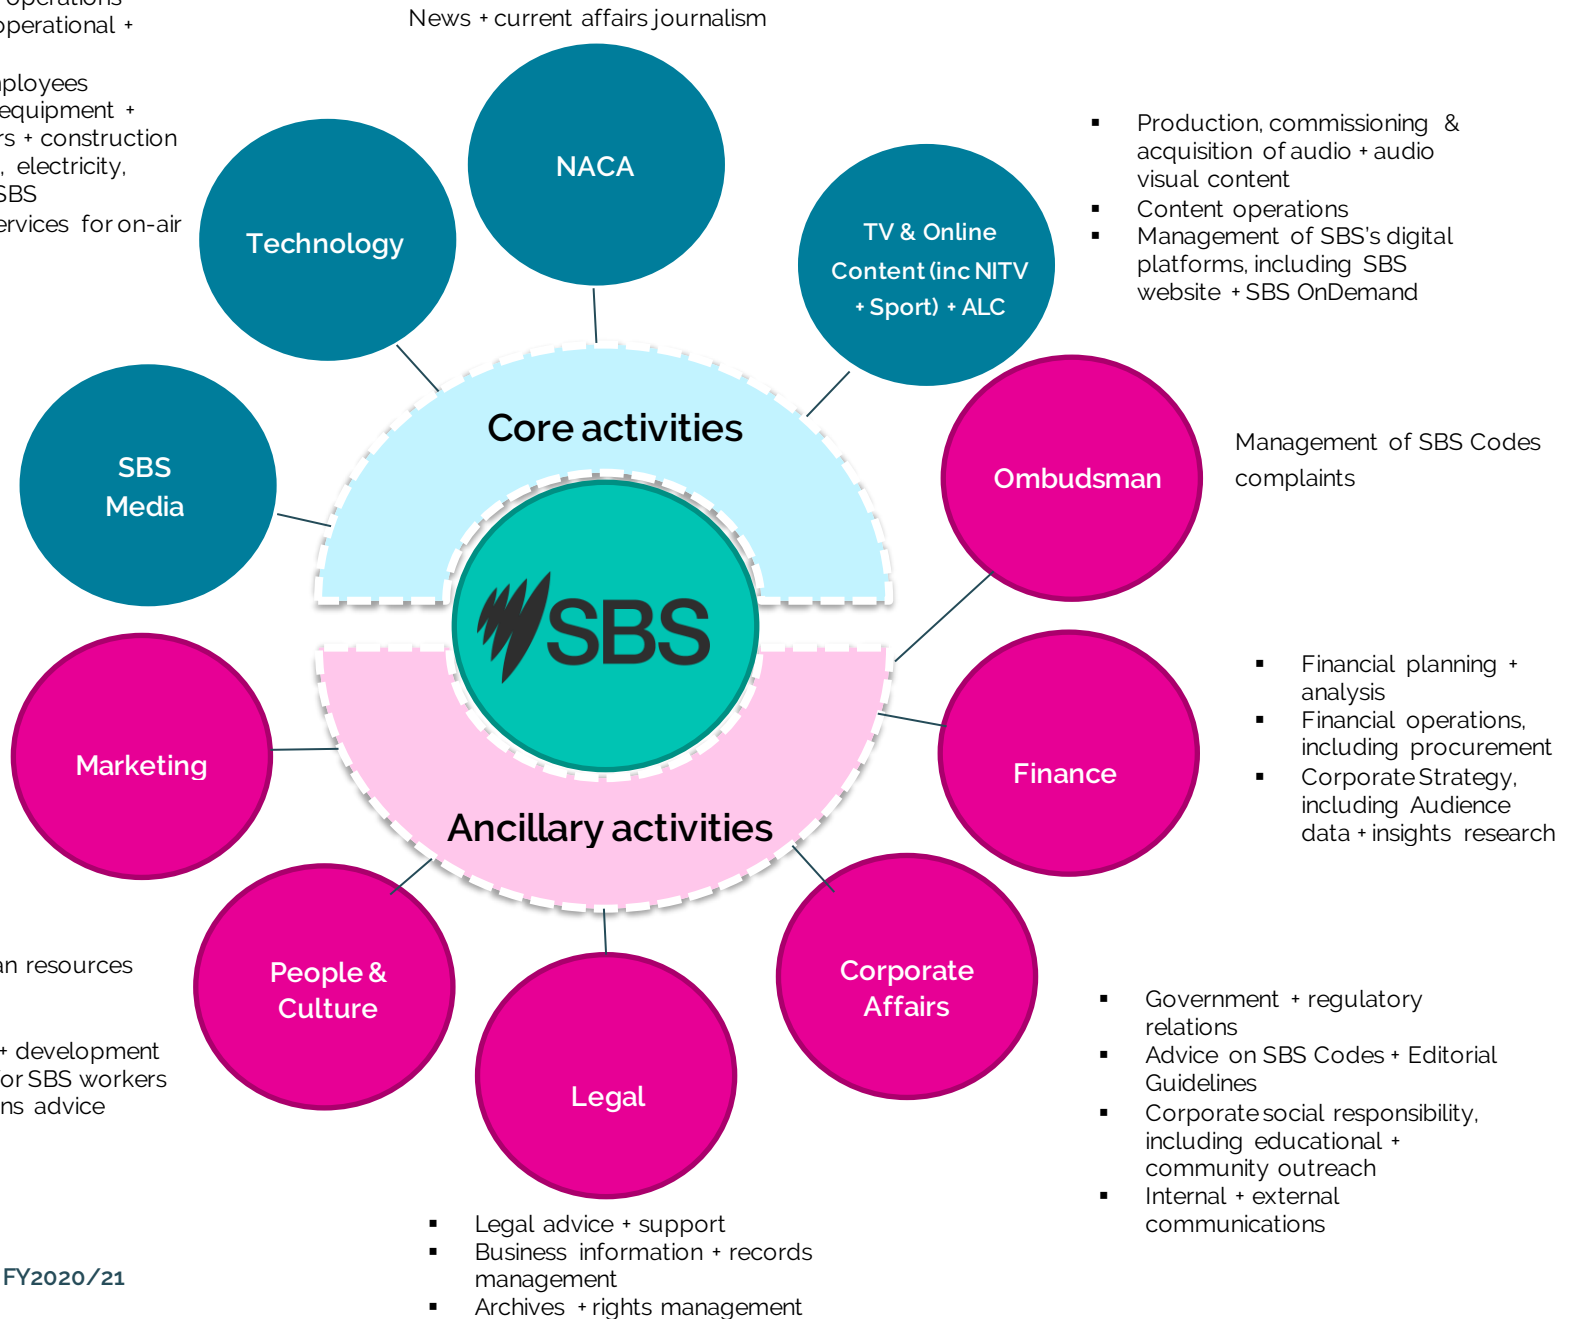 operations
operational +
News + current affairs journalism
employees
equipment +
rs + construction
, electricity,
SBS
services for on-air
NACA
Technology
TV & Online
Content (inc NITV
+ Sport) + ALC
▪ Production, commissioning &
acquisition of audio + audio
visual content
▪ Content operations
▪ Management of SBS's digital
platforms, including SBS
website + SBS OnDemand
SBS
Media
Core activities
Ombudsman
Management of SBS Codes
complaints
SBS
Marketing
Ancillary activities
Finance
▪ Financial planning +
analysis
▪ Financial operations,
including procurement
▪ Corporate Strategy,
including Audience
data + insights research
an resources
+ development
for SBS workers
ns advice
People &
Culture
Legal
Corporate
Affairs
▪ Government + regulatory
relations
▪ Advice on SBS Codes + Editorial
Guidelines
▪ Corporate social responsibility,
including educational +
community outreach
▪ Internal + external
communications
▪ Legal advice + support
▪ Business information + records
management
▪ Archives + rights management
FY2020/21